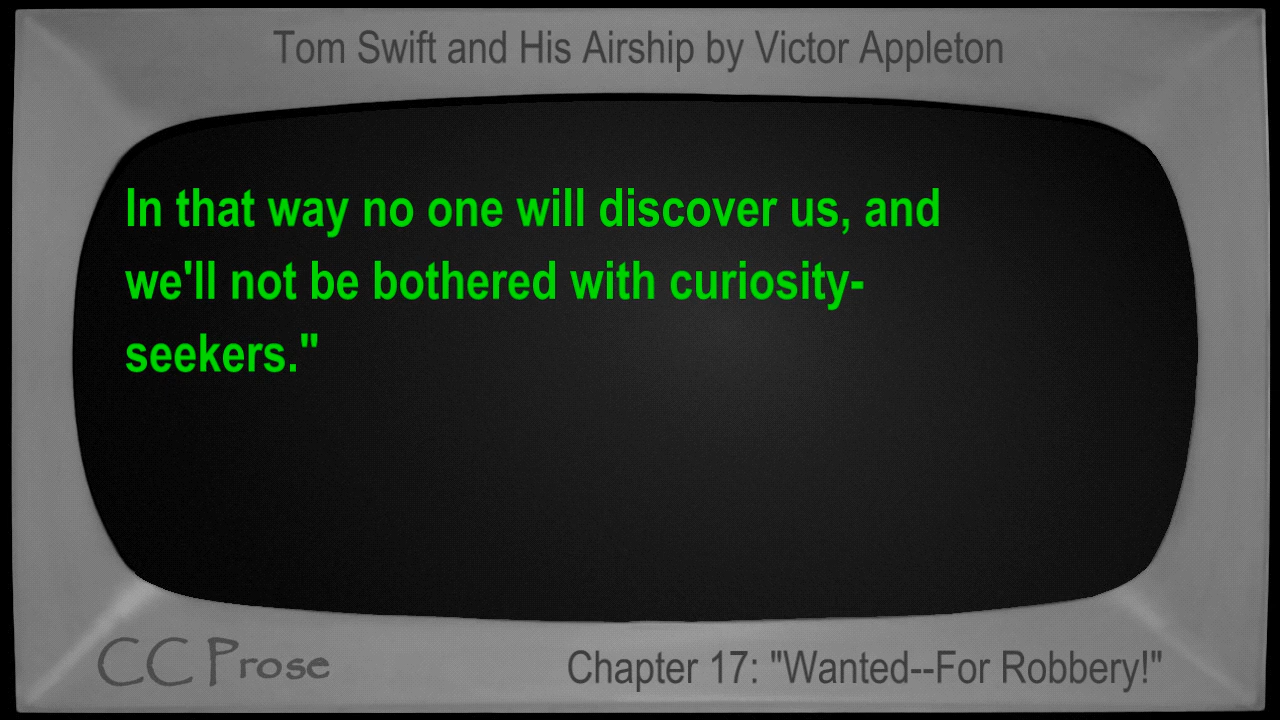 Tom Swift and His Airship by Victor Appleton
In that way no one will discover us, and
we'll not be bothered with curiosity-
seekers."
CC Prose
Chapter 17: "Wanted--For Robbery!"